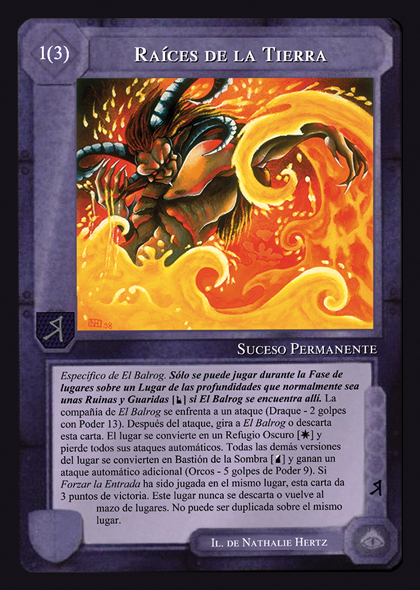 1(3)
RAÍCES DE LA TIERRA
SUCESO PERMANENTE
Específico de El Balrog. Sólo se puede jugar durante la Fase de
lugares sobre un Lugar de las profundidades que normalmente sea
unas Ruinas y Guaridas [] si El Balrog se encuentra allí. La
compañía de El Balrog se enfrenta a un ataque (Draque - 2 golpes
con Poder 13). Después del ataque, gira a El Balrog o descarta
esta carta. El lugar se convierte en un Refugio Oscuro [] y
pierde todos sus ataques automáticos. Todas las demás versiones
del lugar se convierten en Bastión de la Sombra [] y ganan un
ataque automático adicional (Orcos - 5 golpes de Poder 9). Si
Forzar la Entrada ha sido jugada en el mismo lugar, esta carta da
3 puntos de victoria. Este lugar nunca se descarta o vuelve al
mazo de lugares. No puede ser duplicada sobre el mismo
lugar.
IL. DE NATHALIE HERTZ